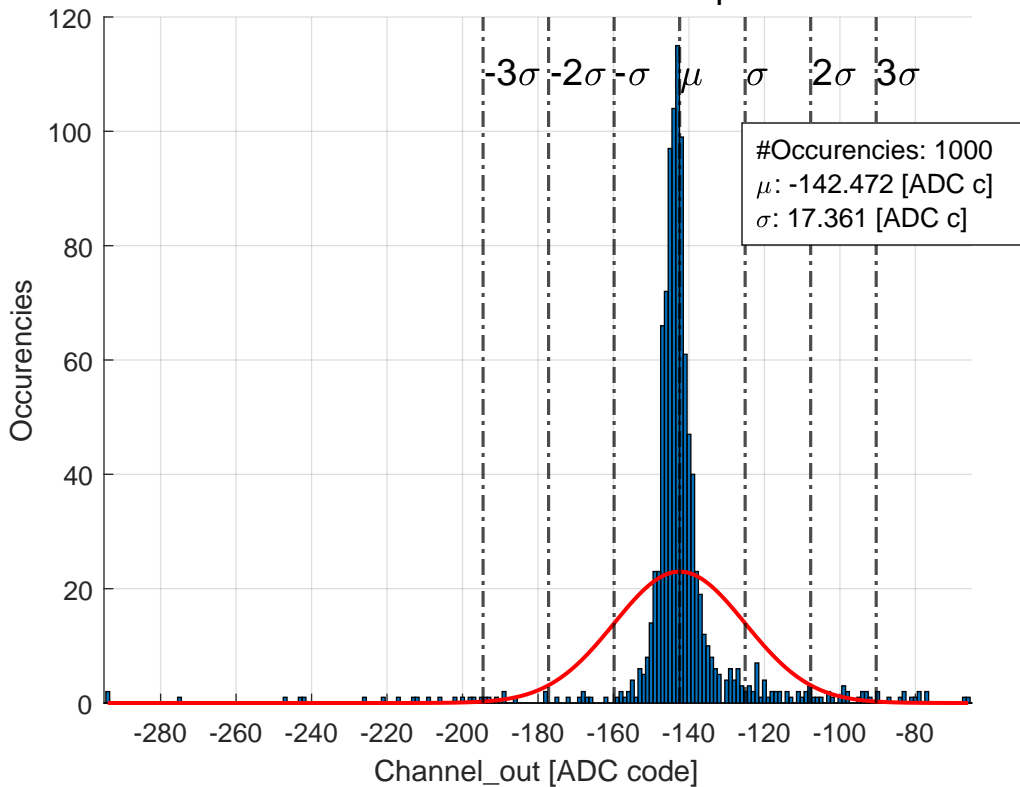 120
100
80
60
40
20
0
-3σ
-2σ
-σ
μ
σ
2σ
3σ
#Occurencies: 1000
μ: -142.472 [ADC c]
σ: 17.361 [ADC c]
Occurencies
-280
-260
-240
-220
-200
-180
-160
-140
-120
-100
-80
Channel_out [ADC code]